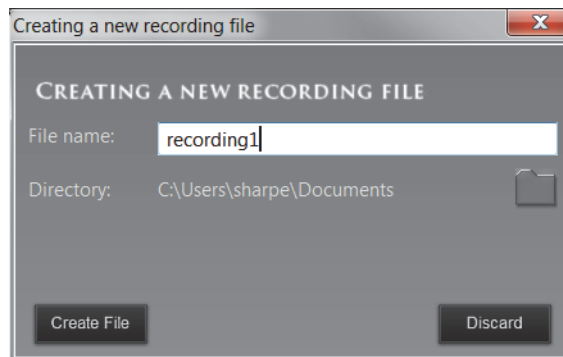 Creating a new recording file
CREATING A NEW RECORDING FILE
File name: recording1
Directory: C:\Users\sharpe\Documents
Create File Discard